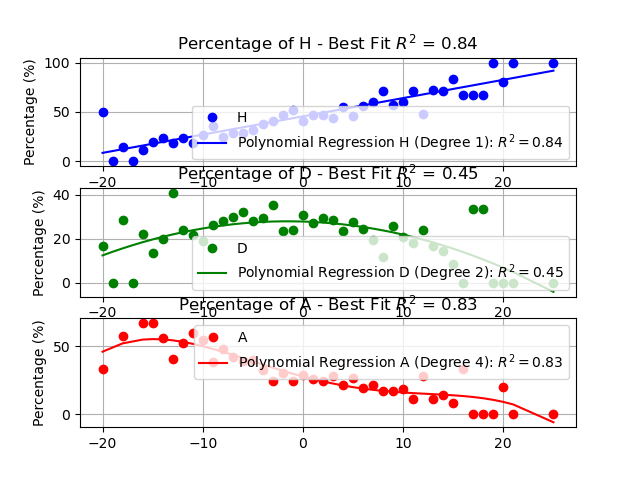 Percentage of H - Best Fit R² = 0.84
Percentage (%)
100
50
0
H
Polynomial Regression H (Degree 1): R² = 0.84
−20 −10 0 10 20
Percentage of D - Best Fit R² = 0.45
Percentage (%)
40
20
0
D
Polynomial Regression D (Degree 2): R² = 0.45
−20 −10 0 10 20
Percentage of A - Best Fit R² = 0.83
Percentage (%)
50
0
A
Polynomial Regression A (Degree 4): R² = 0.83
−20 −10 0 10 20